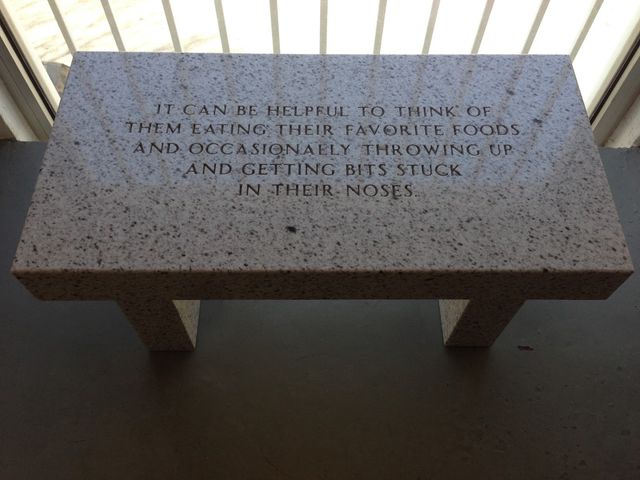 IT CAN BE HELPFUL TO THINK OF
THEM EATING THEIR FAVORITE FOODS
AND OCCASIONALLY THROWING UP
AND GETTING BITS STUCK
IN THEIR NOSES.